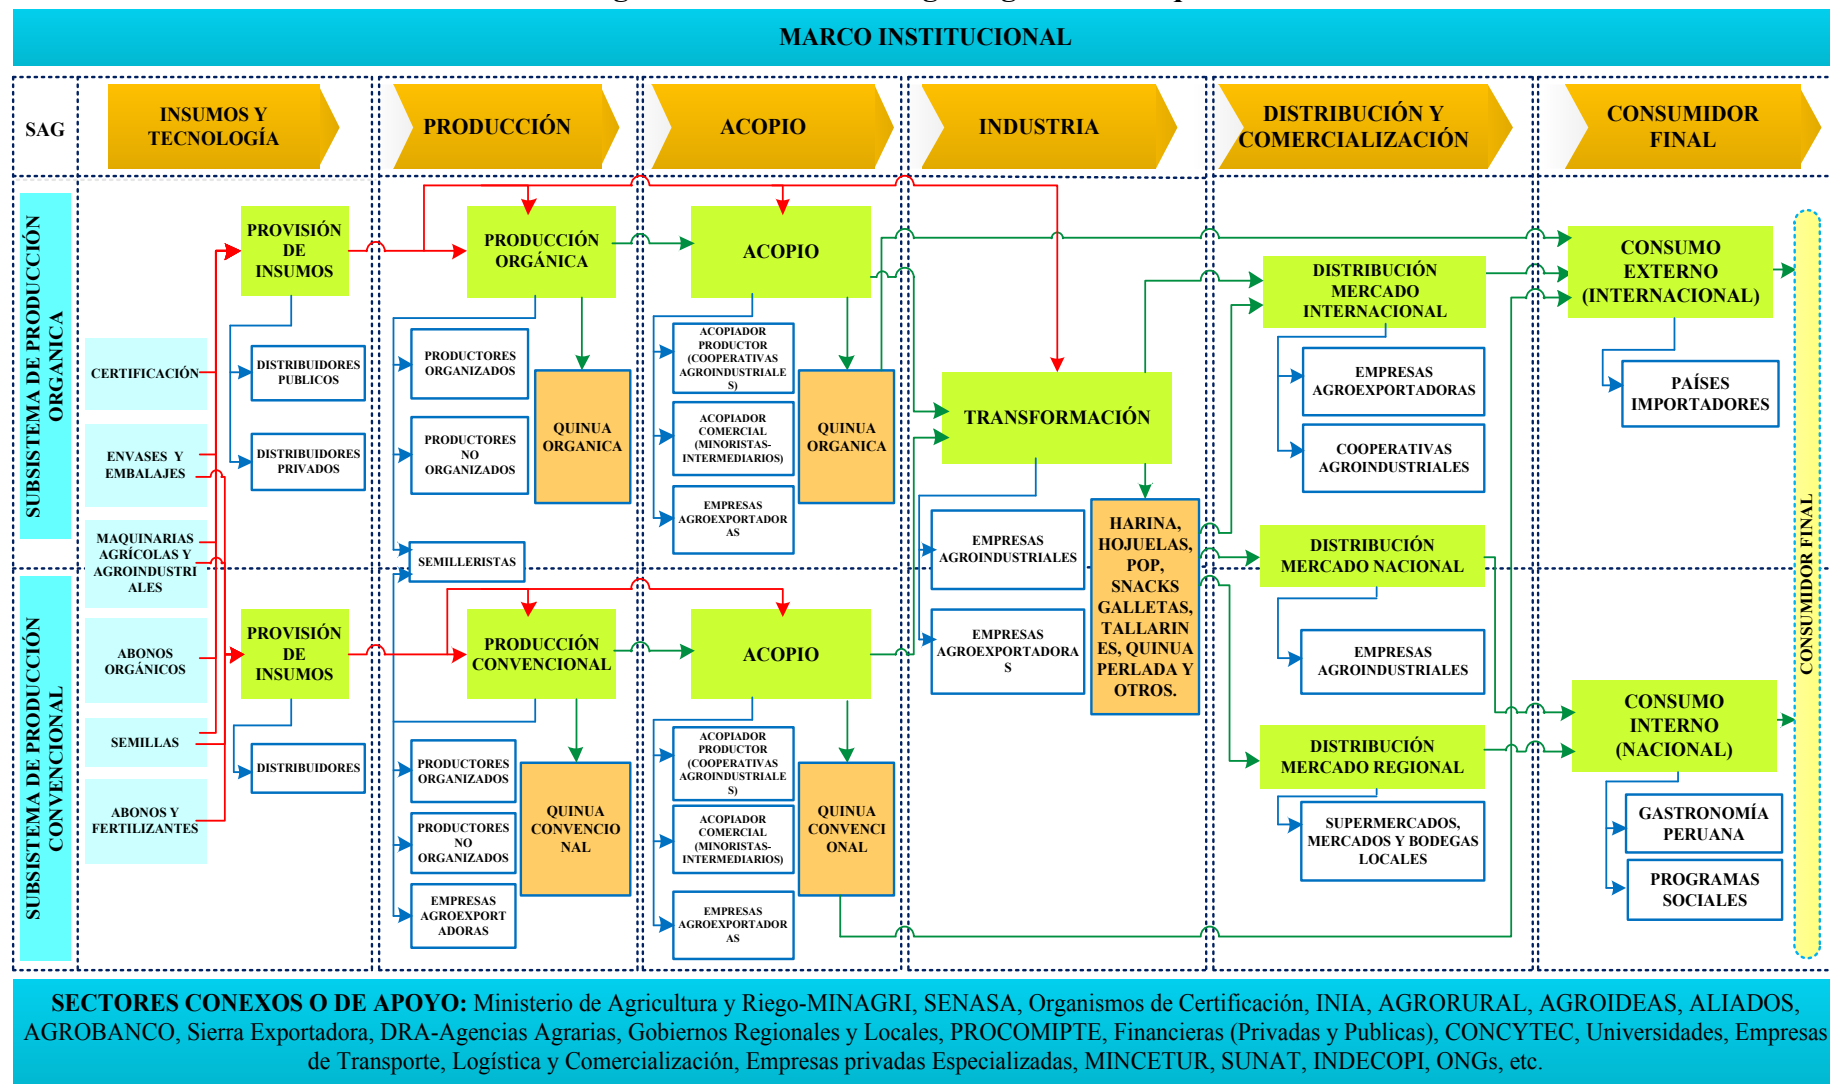 MARCO INSTITUCIONAL
SAG
INSUMOS Y
TECNOLOGÍA
PRODUCCIÓN
ACOPIO
INDUSTRIA
DISTRIBUCIÓN Y
COMERCIALIZACIÓN
CONSUMIDOR
FINAL
SUBSISTEMA DE PRODUCCIÓN
ORGANICA
CERTIFICACIÓN
ENVASES Y
EMBALAJES
MAQUINARIAS
AGRÍCOLAS Y
AGROINDUSTRI
ALES
ABONOS
ORGÁNICOS
SEMILLAS
ABONOS Y
FERTILIZANTES
PROVISIÓN
DE
INSUMOS
DISTRIBUIDORES
PUBLICOS
DISTRIBUIDORES
PRIVADOS
PRODUCCIÓN
ORGÁNICA
PRODUCTORES
ORGANIZADOS
PRODUCTORES
NO
ORGANIZADOS
SEMILLERISTAS
QUINUA
ORGANICA
ACOPIO
ACOPIADOR
PRODUCTOR
(COOPERATIVAS
AGROINDUSTRIALE
S)
ACOPIADOR
COMERCIAL
(MINORISTAS-
INTERMEDIARIOS)
EMPRESAS
AGROEXPORTADOR
AS
QUINUA
ORGANICA
TRANSFORMACIÓN
EMPRESAS
AGROINDUSTRIALES
EMPRESAS
AGROEXPORTADORA
S
HARINA,
HOJUELAS,
POP,
SNACKS
GALLETAS,
TALLARIN
ES, QUINUA
PERLADA Y
OTROS.
DISTRIBUCIÓN
MERCADO
INTERNACIONAL
EMPRESAS
AGROEXPORTADORAS
COOPERATIVAS
AGROINDUSTRIALES
DISTRIBUCIÓN
MERCADO NACIONAL
EMPRESAS
AGROINDUSTRIALES
DISTRIBUCIÓN
MERCADO REGIONAL
SUPERMERCADOS,
MERCADOS Y BODEGAS
LOCALES
CONSUMO
EXTERNO
(INTERNACIONAL)
PAÍSES
IMPORTADORES
CONSUMO
INTERNO
(NACIONAL)
GASTRONOMÍA
PERUANA
PROGRAMAS
SOCIALES
CONSUMIDOR FINAL
SUBSISTEMA DE PRODUCCIÓN
CONVENCIONAL
PROVISIÓN
DE
INSUMOS
DISTRIBUIDORES
PRODUCCIÓN
CONVENCIONAL
PRODUCTORES
ORGANIZADOS
PRODUCTORES
NO
ORGANIZADOS
EMPRESAS
AGROEXPORT
ADORAS
QUINUA
CONVENCIO
NAL
ACOPIO
ACOPIADOR
PRODUCTOR
(COOPERATIVAS
AGROINDUSTRIALE
S)
ACOPIADOR
COMERCIAL
(MINORISTAS-
INTERMEDIARIOS)
EMPRESAS
AGROEXPORTADOR
AS
QUINUA
CONVENCI
ONAL
SECTORES CONEXOS O DE APOYO: Ministerio de Agricultura y Riego-MINAGRI, SENASA, Organismos de Certificación, INIA, AGRORURAL, AGROIDEAS, ALIADOS,
AGROBANCO, Sierra Exportadora, DRA-Agencias Agrarias, Gobiernos Regionales y Locales, PROCOMIPTE, Financieras (Privadas y Publicas), CONCYTEC, Universidades, Empresas
de Transporte, Logística y Comercialización, Empresas privadas Especializadas, MINCETUR, SUNAT, INDECOPI, ONGs, etc.